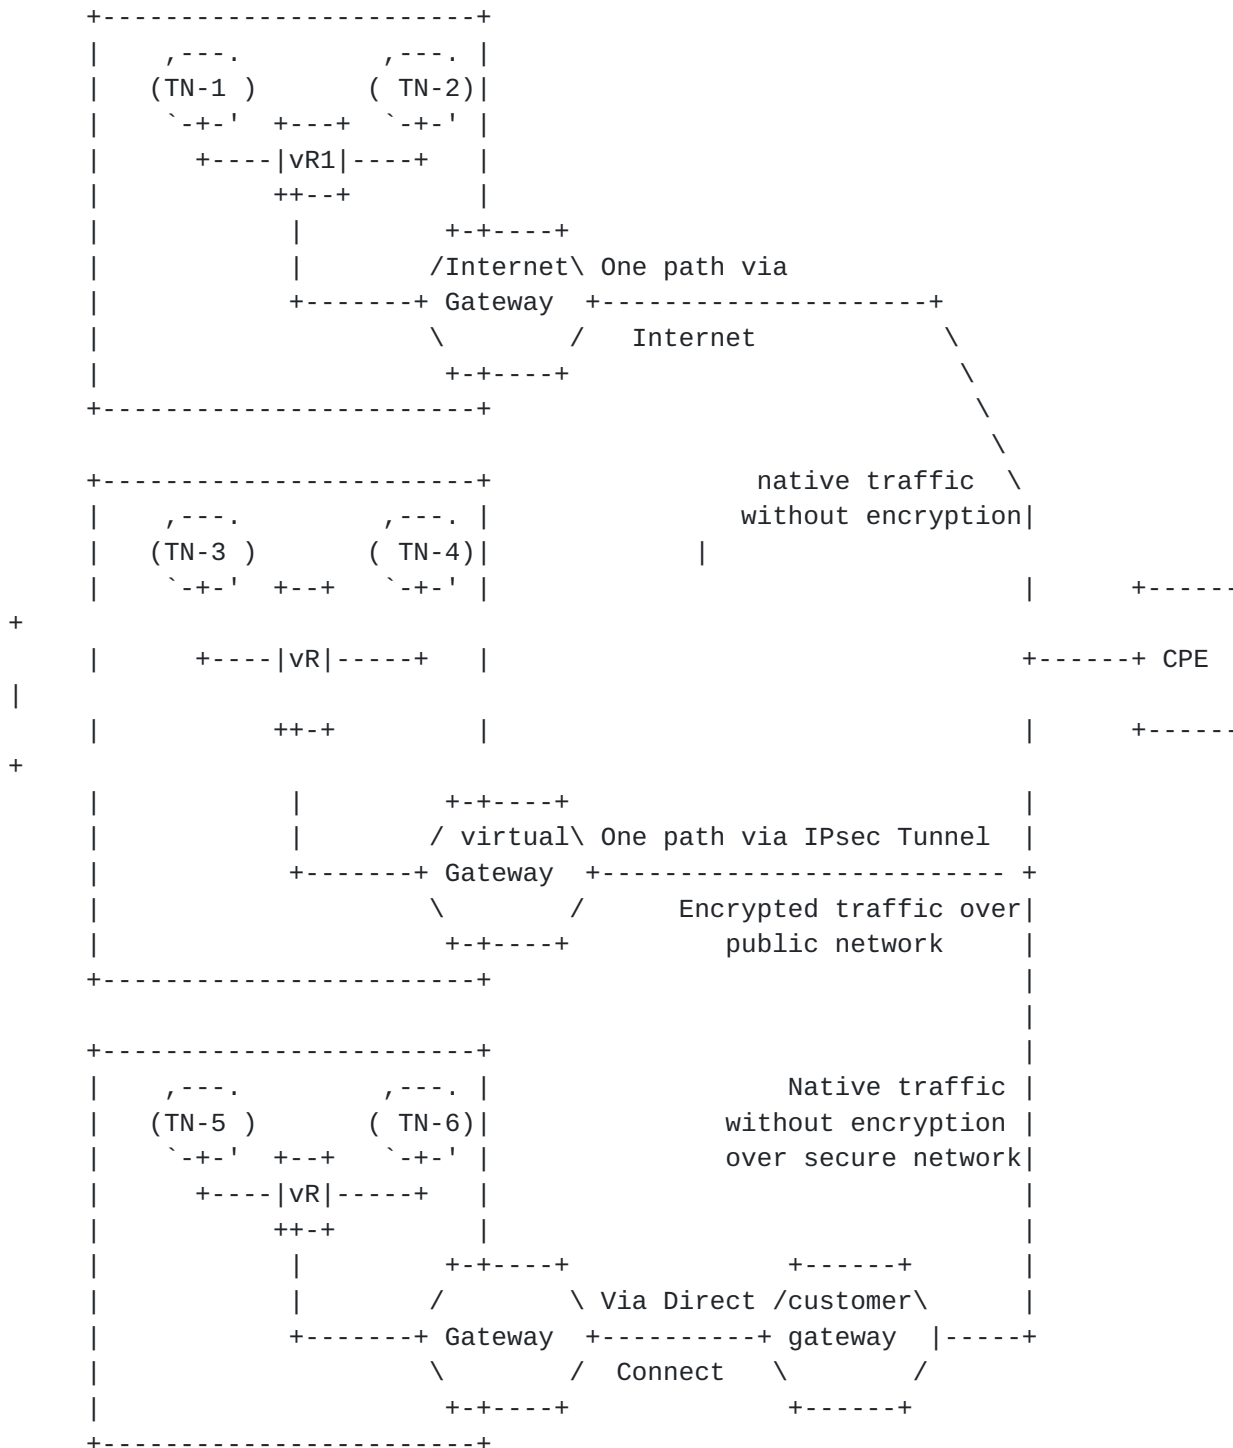 +------------------------+
|    ,---.         ,---. |
|   (TN-1 )       ( TN-2)|
|    `-+-'  +---+  `-+-' |
|      +----|vR1|----+   |
|           ++--+        |
|            |         +-+----+
|            |        /Internet\ One path via
|            +-------+ Gateway  +---------------------+
|                     \        /   Internet            \
|                      +-+----+                         \
+------------------------+                               \
\
+------------------------+                 native traffic  \
|    ,---.         ,---. |                without encryption|
|   (TN-3 )       ( TN-4)|             |
|    `-+-'  +--+   `-+-' |                                  |      +------
+
|      +----|vR|-----+   |                                  +------+ CPE
|
|           ++-+         |                                  |      +------
+
|            |         +-+----+                             |
|            |        / virtual\ One path via IPsec Tunnel  |
|            +-------+ Gateway  +-------------------------- +
|                     \        /      Encrypted traffic over|
|                      +-+----+          public network     |
+------------------------+                                  |
|
+------------------------+                                  |
|    ,---.         ,---. |                   Native traffic |
|   (TN-5 )       ( TN-6)|               without encryption |
|    `-+-'  +--+   `-+-' |               over secure network|
|      +----|vR|-----+   |                                  |
|           ++-+         |                                  |
|            |         +-+----+              +------+       |
|            |        /        \ Via Direct /customer\      |
|            +-------+ Gateway  +----------+ gateway  |-----+
|                     \        /  Connect   \        /
|                      +-+----+              +------+
+------------------------+